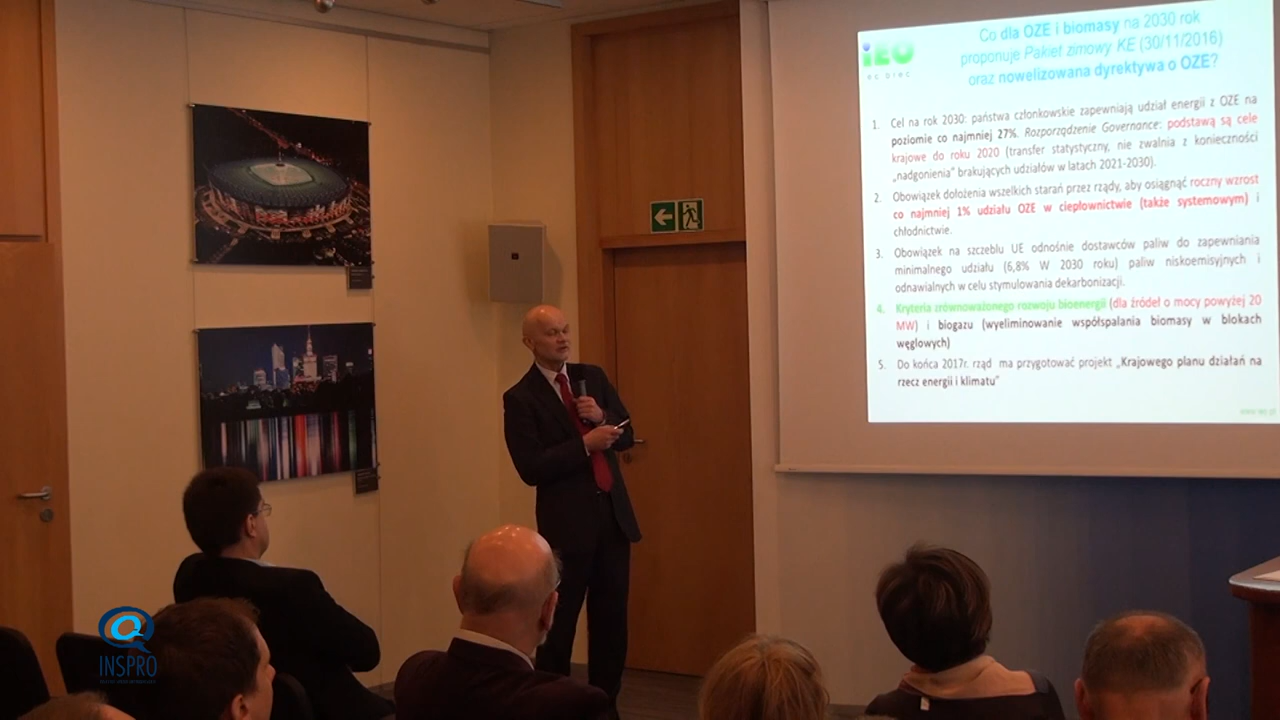 Co dla OZE i biomasy na 2030 rok
proponuje Pakiet zimowy KE (30/11/2016)
oraz nowelizowana dyrektywa o OZE?
iEO
ec brec
1. Cel na rok 2030: państwa członkowskie zapewniają udział energii z OZE na
poziomie co najmniej 27%. Rozporządzenie Governance: podstawą są cele
krajowe do roku 2020 (transfer statystyczny, nie zwalnia z konieczności
„nadgonienia" brakujących udziałów w latach 2021-2030).
2. Obowiązek dołożenia wszelkich starań przez rządy, aby osiągnąć roczny wzrost
co najmniej 1% udziału OZE w ciepłownictwie (także systemowym) i
chłodnictwie.
3. Obowiązek na szczeblu UE odnośnie dostawców paliw do zapewniania
minimalnego udziału (6,8% W 2030 roku) paliw niskoemisyjnych i
odnawialnych w celu stymulowania dekarbonizacji.
4. Kryteria zrównoważonego rozwoju bioenergii (dla źródeł o mocy powyżej 20
MW) i biogazu (wyeliminowanie współspalania biomasy w blokach
węglowych)
5. Do końca 2017r. rząd ma przygotować projekt „Krajowego planu działań na
rzecz energii i klimatu"
www.ieo.pl
INSPRO